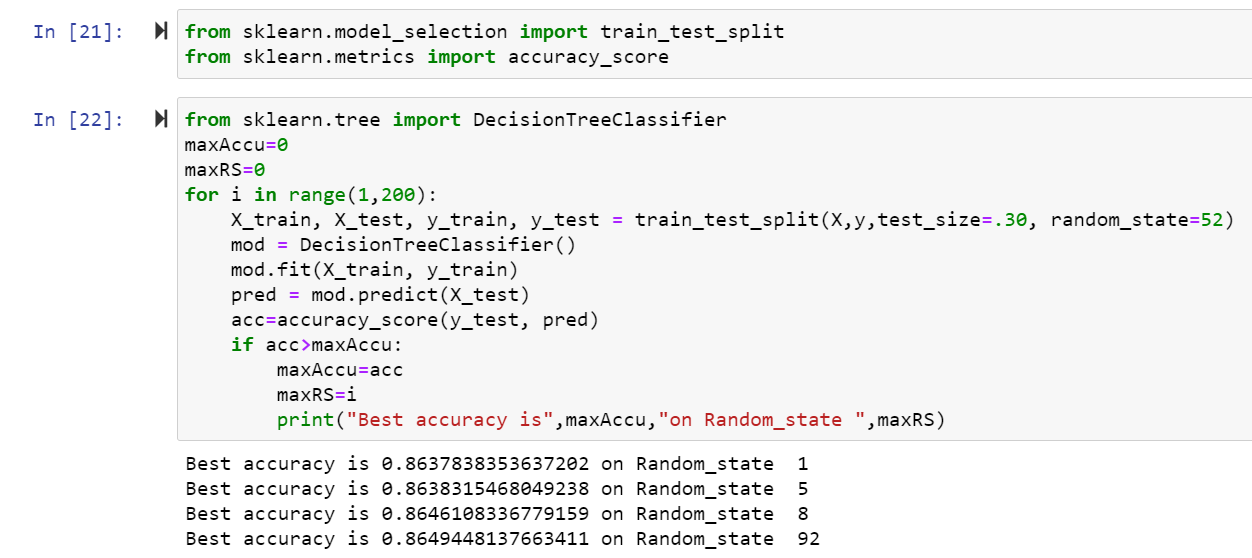 In [21]: from sklearn.model_selection import train_test_split
from sklearn.metrics import accuracy_score
In [22]: from sklearn.tree import DecisionTreeClassifier
maxAccu=0
maxRS=0
for i in range(1,200):
    X_train, X_test, y_train, y_test = train_test_split(X,y,test_size=.30, random_state=52)
    mod = DecisionTreeClassifier()
    mod.fit(X_train, y_train)
    pred = mod.predict(X_test)
    acc=accuracy_score(y_test, pred)
    if acc>maxAccu:
        maxAccu=acc
        maxRS=i
        print("Best accuracy is",maxAccu,"on Random_state ",maxRS)
Best accuracy is 0.8637838353637202 on Random_state  1
Best accuracy is 0.8638315468049238 on Random_state  5
Best accuracy is 0.8646108336779159 on Random_state  8
Best accuracy is 0.8649448137663411 on Random_state  92